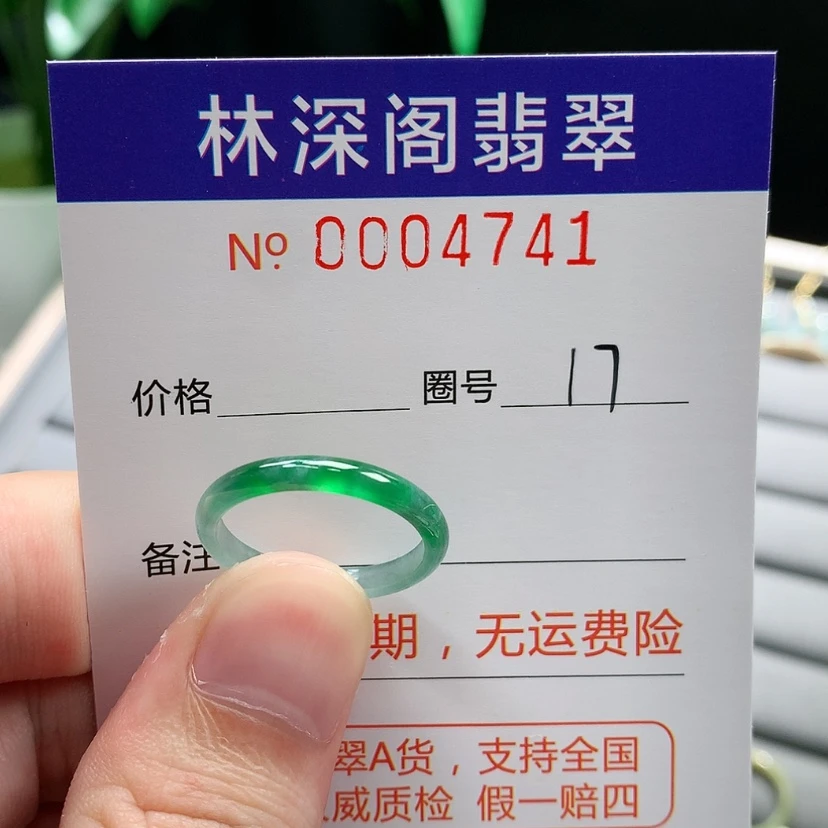 林深阁翡翠
Nº 0004741
价格 圈号 17
备注
期，无运费险
翠A货，支持全国
威质检 假一赔四